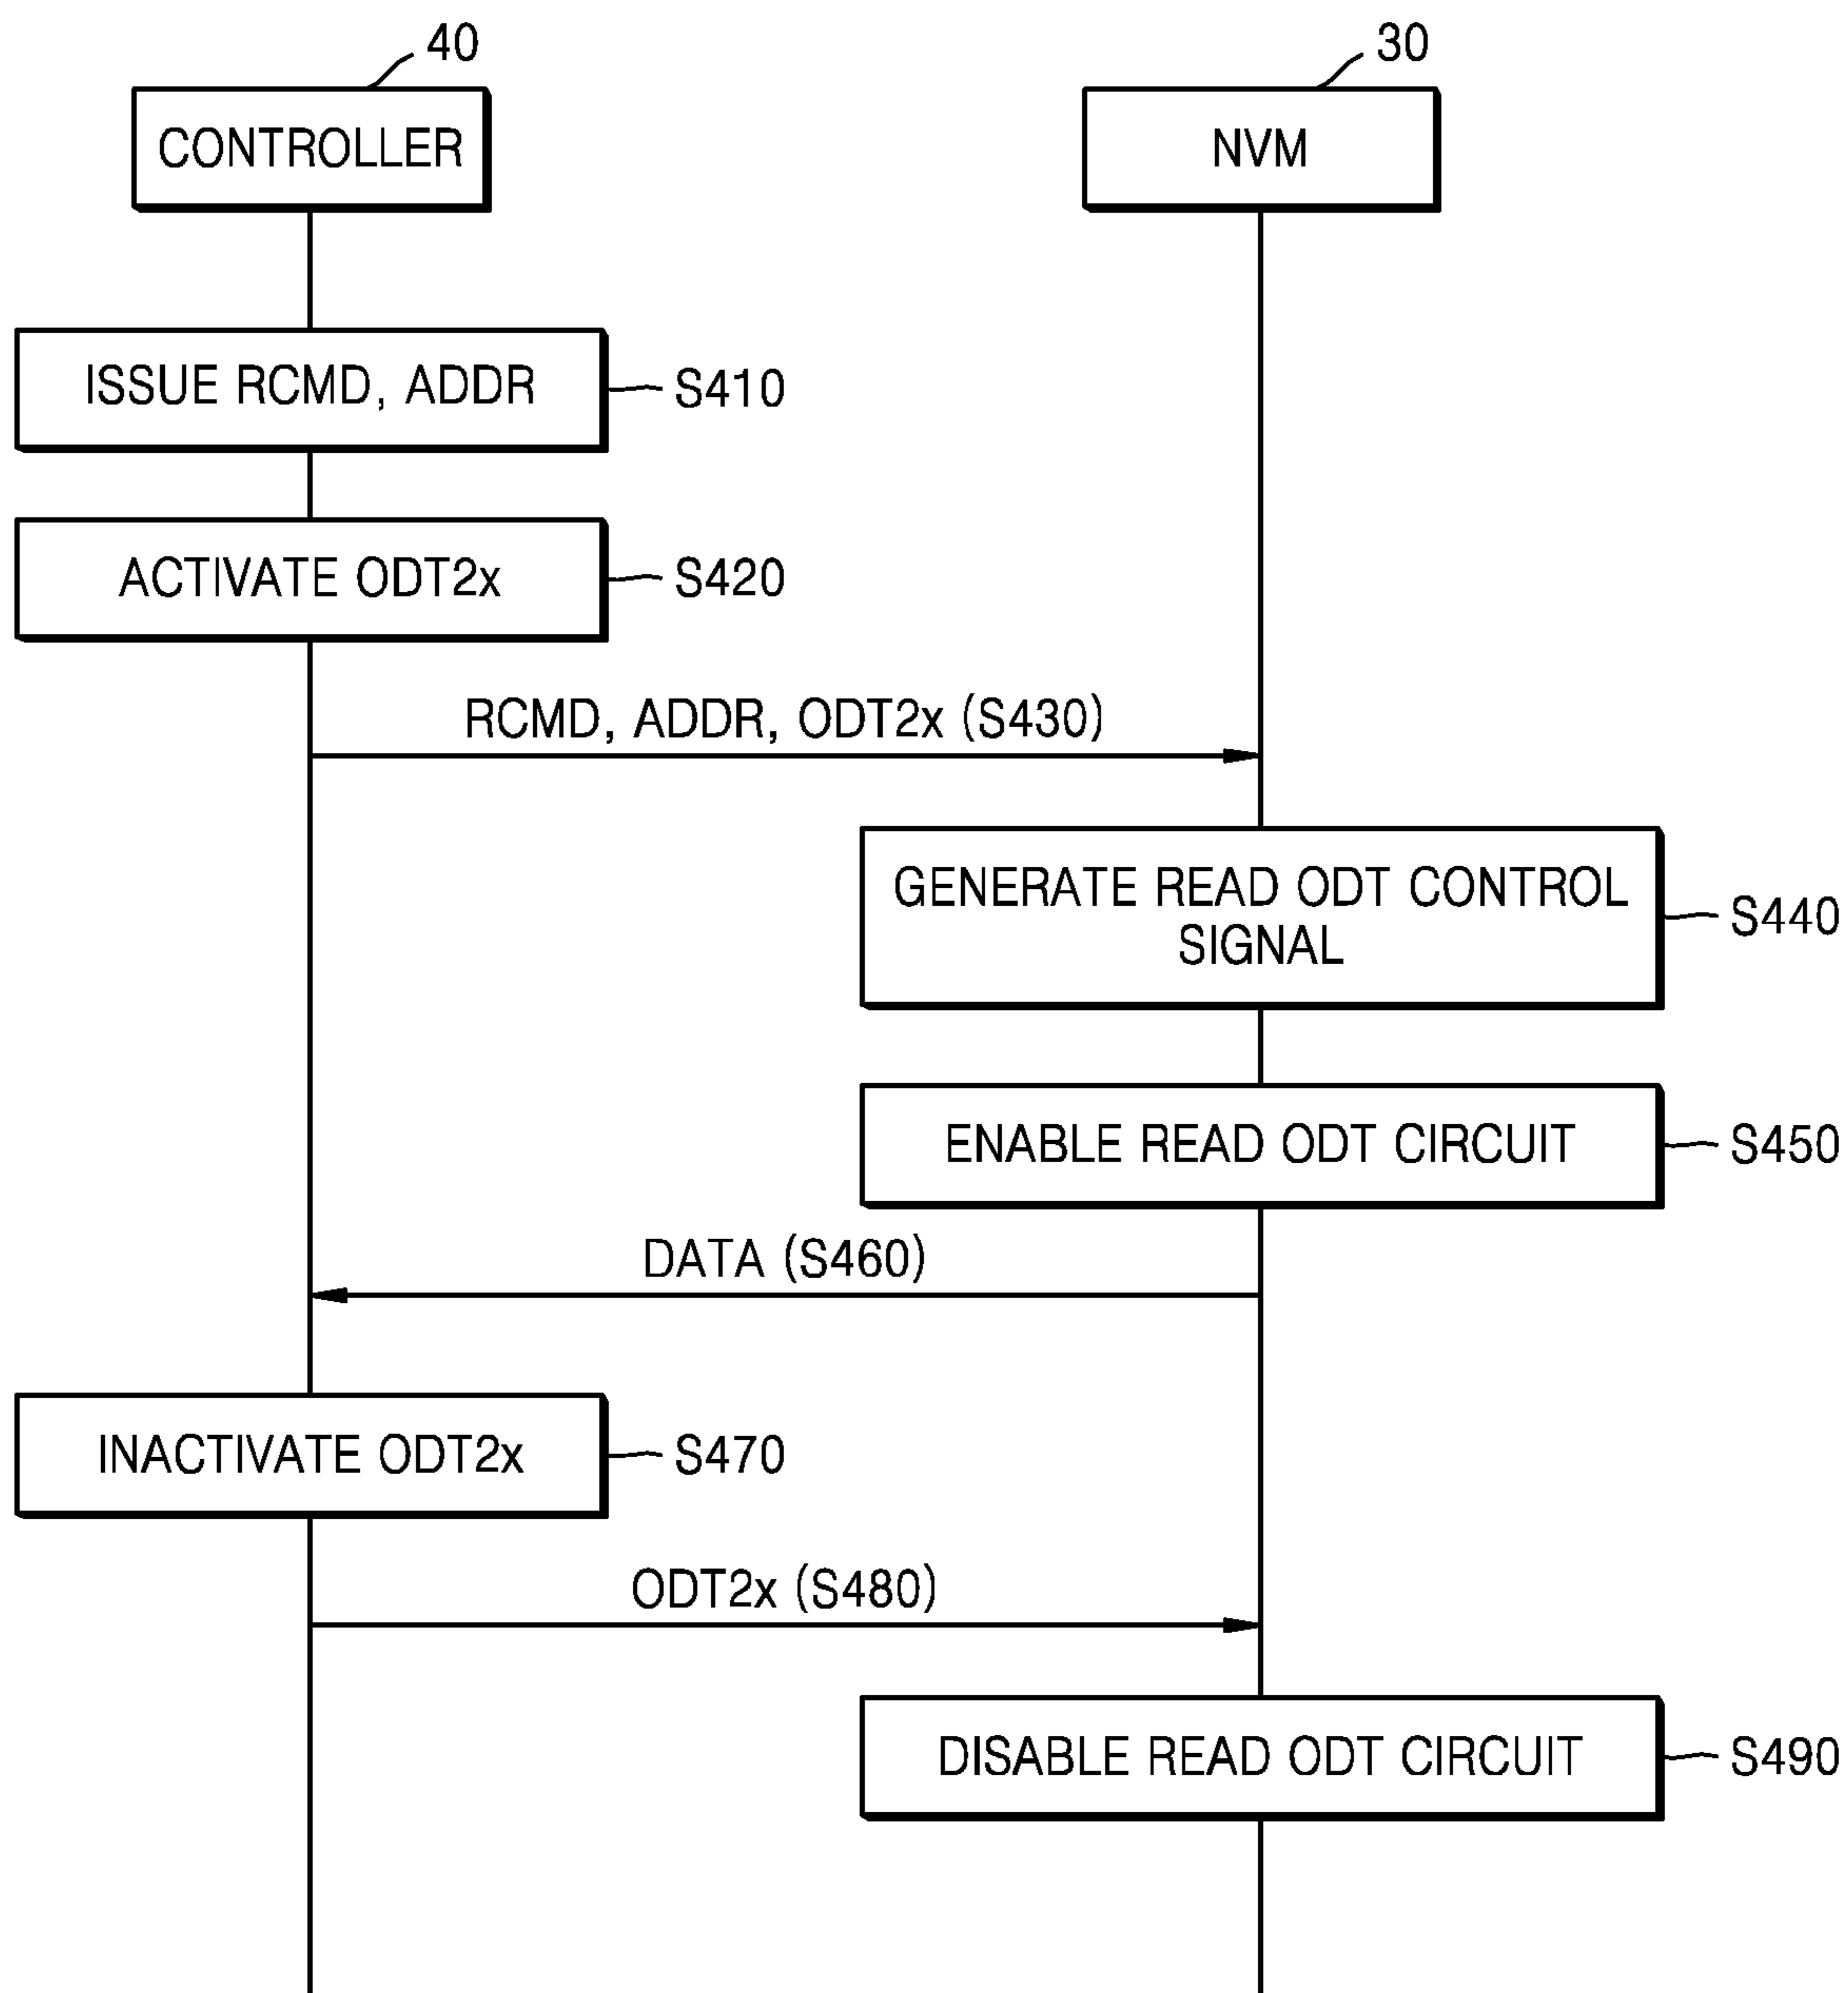 40
30
CONTROLLER
NVM
ISSUE RCMD, ADDR
S410
ACTIVATE ODT2x
S420
RCMD, ADDR, ODT2x (S430)
GENERATE READ ODT CONTROL
SIGNAL
S440
ENABLE READ ODT CIRCUIT
S450
DATA (S460)
INACTIVATE ODT2x
S470
ODT2x (S480)
DISABLE READ ODT CIRCUIT
S490